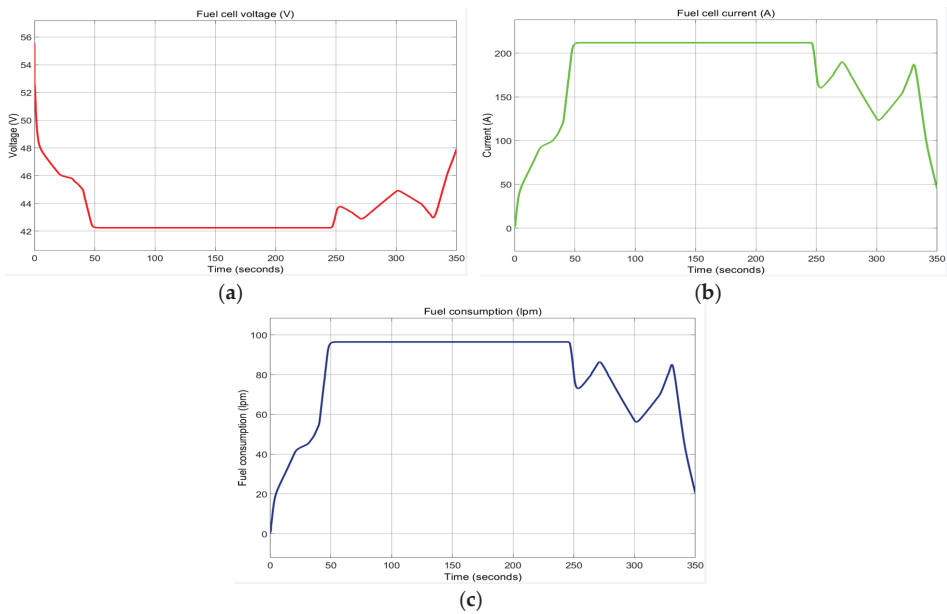 Fuel cell voltage (V)
56
54
52
50
48
46
44
42
Voltage (V)
0 50 100 150 200 250 300 350
Time (seconds)
(a)
Fuel cell current (A)
200
150
100
50
0
Current (A)
0 50 100 150 200 250 300 350
Time (seconds)
(b)
Fuel consumption (lpm)
100
80
60
40
20
0
Fuel consumption (lpm)
0 50 100 150 200 250 300 350
Time (seconds)
(c)